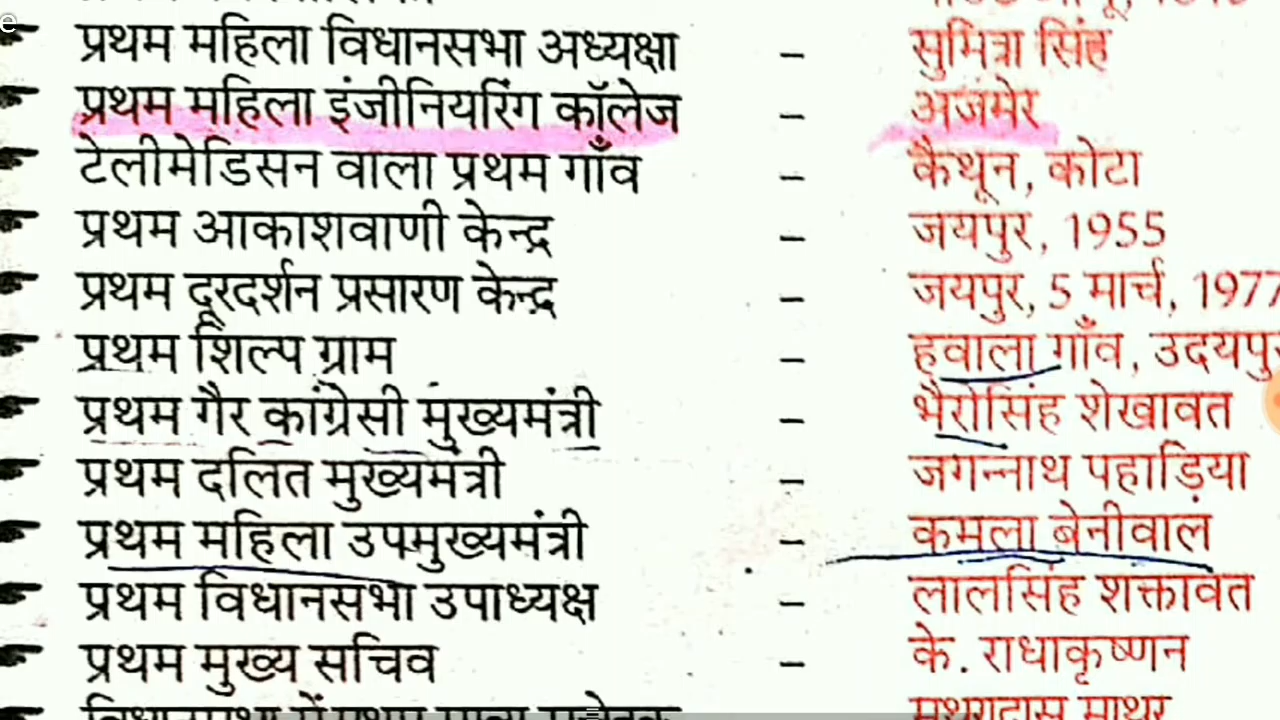 प्रथम महिला विधानसभा अध्यक्षा - सुमित्रा सिंह
प्रथम महिला इंजीनियरिंग कॉलेज - अजमेर
टेलीमेडिसन वाला प्रथम गाँव - कैथून, कोटा
प्रथम आकाशवाणी केन्द्र - जयपुर, 1955
प्रथम दूरदर्शन प्रसारण केन्द्र - जयपुर, 5 मार्च, 1977
प्रथम शिल्प ग्राम - हवाला गाँव, उदयपुर
प्रथम गैर कांग्रेसी मुख्यमंत्री - भैरोसिंह शेखावत
प्रथम दलित मुख्यमंत्री - जगन्नाथ पहाड़िया
प्रथम महिला उपमुख्यमंत्री - कमला बेनीवाल
प्रथम विधानसभा उपाध्यक्ष - लालसिंह शक्तावत
प्रथम मुख्य सचिव - के. राधाकृष्णन